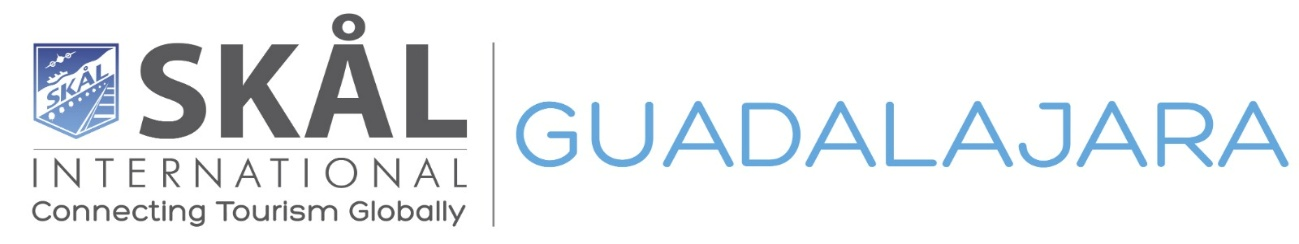 SKÅL
SKÅL
INTERNATIONAL
Connecting Tourism Globally
GUADALAJARA